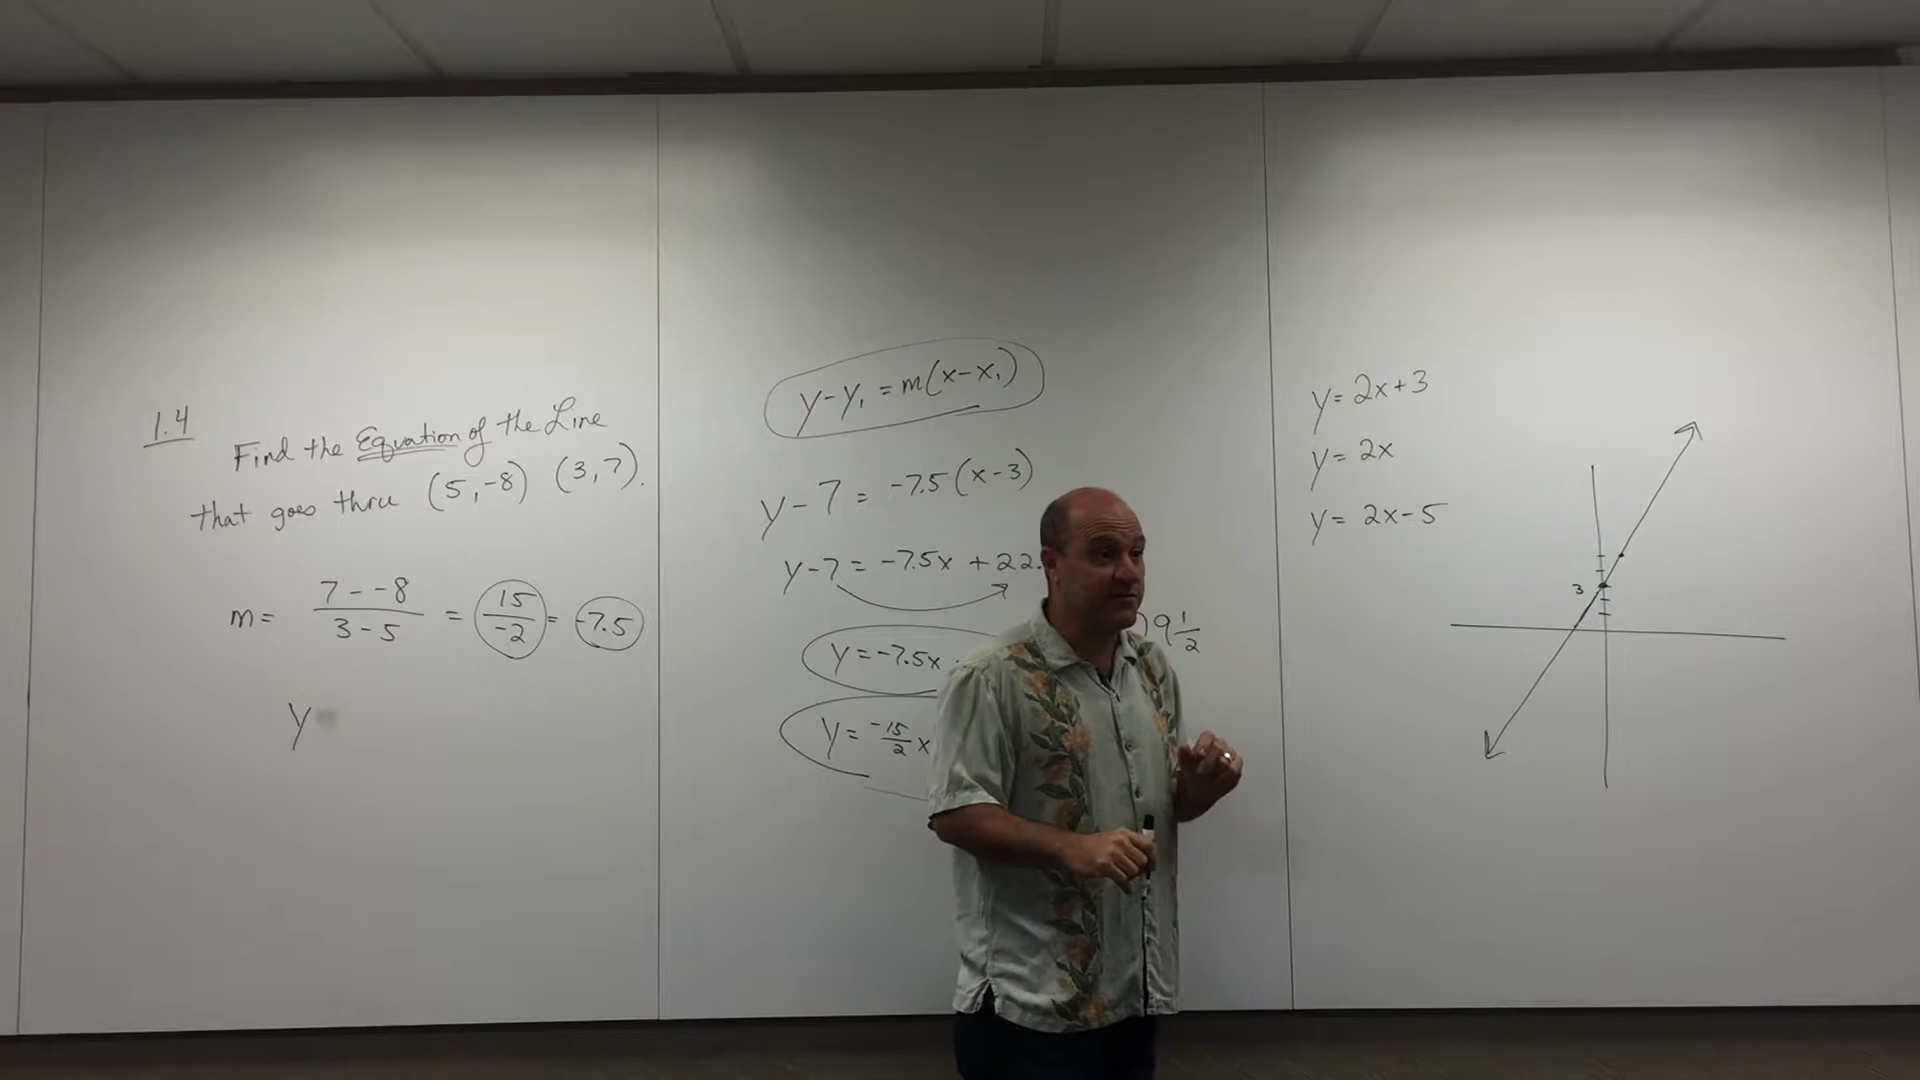 1.4
Find the Equation of the Line
that goes thru (5,-8) (3,7).
m= 7--8 / 3-5 = 15/-2 = -7.5
y
y-y₁=m(x-x₁)
y-7 = -7.5(x-3)
y-7 = -7.5x +22.
y=-7.5x
y= -15/2 x
9 1/2
y= 2x+3
y= 2x
y= 2x-5
3